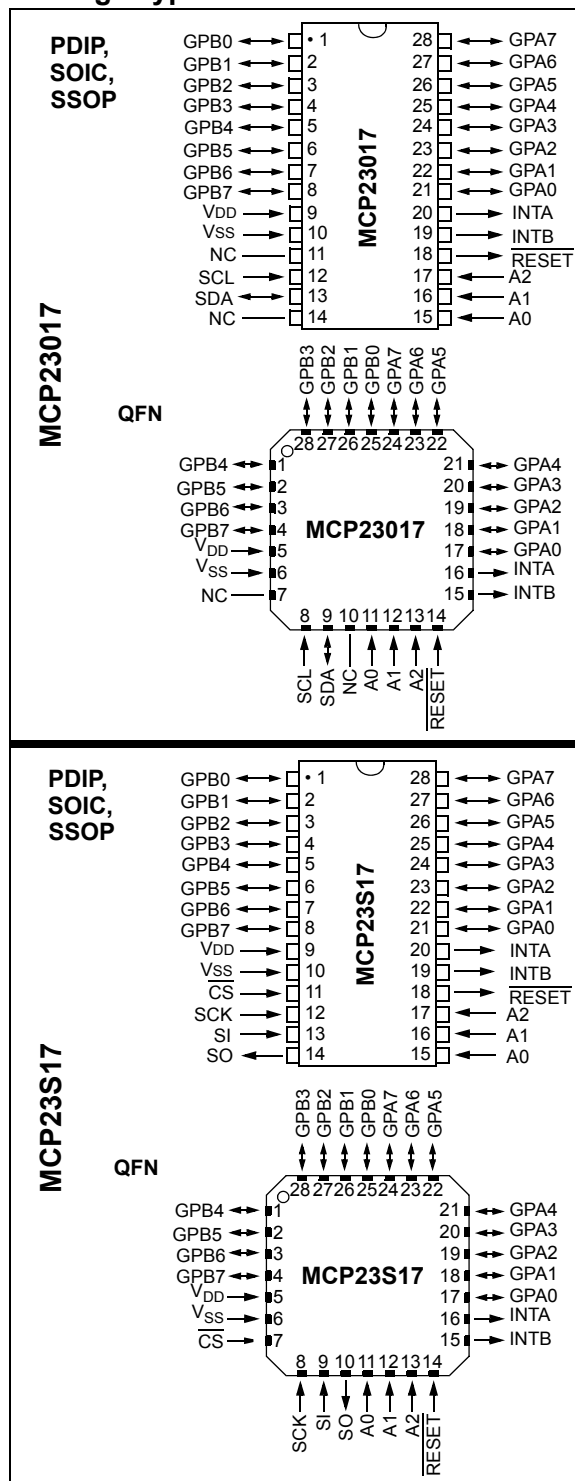 PDIP,
SOIC,
SSOP
MCP23017
GPB0 1 28 GPA7
GPB1 2 27 GPA6
GPB2 3 26 GPA5
GPB3 4 25 GPA4
GPB4 5 24 GPA3
GPB5 6 23 GPA2
GPB6 7 22 GPA1
GPB7 8 21 GPA0
VDD 9 20 INTA
VSS 10 19 INTB
NC 11 18 RESET
SCL 12 17 A2
SDA 13 16 A1
NC 14 15 A0
MCP23017
QFN
GPB3 GPB2 GPB1 GPB0 GPA7 GPA6 GPA5
28 27 26 25 24 23 22
GPB4 1 21 GPA4
GPB5 2 20 GPA3
GPB6 3 19 GPA2
GPB7 4 18 GPA1
VDD 5 17 GPA0
VSS 6 16 INTA
NC 7 15 INTB
MCP23017
8 9 10 11 12 13 14
SCL SDA NC A0 A1 A2 RESET
PDIP,
SOIC,
SSOP
MCP23S17
GPB0 1 28 GPA7
GPB1 2 27 GPA6
GPB2 3 26 GPA5
GPB3 4 25 GPA4
GPB4 5 24 GPA3
GPB5 6 23 GPA2
GPB6 7 22 GPA1
GPB7 8 21 GPA0
VDD 9 20 INTA
VSS 10 19 INTB
CS 11 18 RESET
SCK 12 17 A2
SI 13 16 A1
SO 14 15 A0
MCP23S17
QFN
GPB3 GPB2 GPB1 GPB0 GPA7 GPA6 GPA5
28 27 26 25 24 23 22
GPB4 1 21 GPA4
GPB5 2 20 GPA3
GPB6 3 19 GPA2
GPB7 4 18 GPA1
VDD 5 17 GPA0
VSS 6 16 INTA
CS 7 15 INTB
MCP23S17
8 9 10 11 12 13 14
SCK SI SO A0 A1 A2 RESET